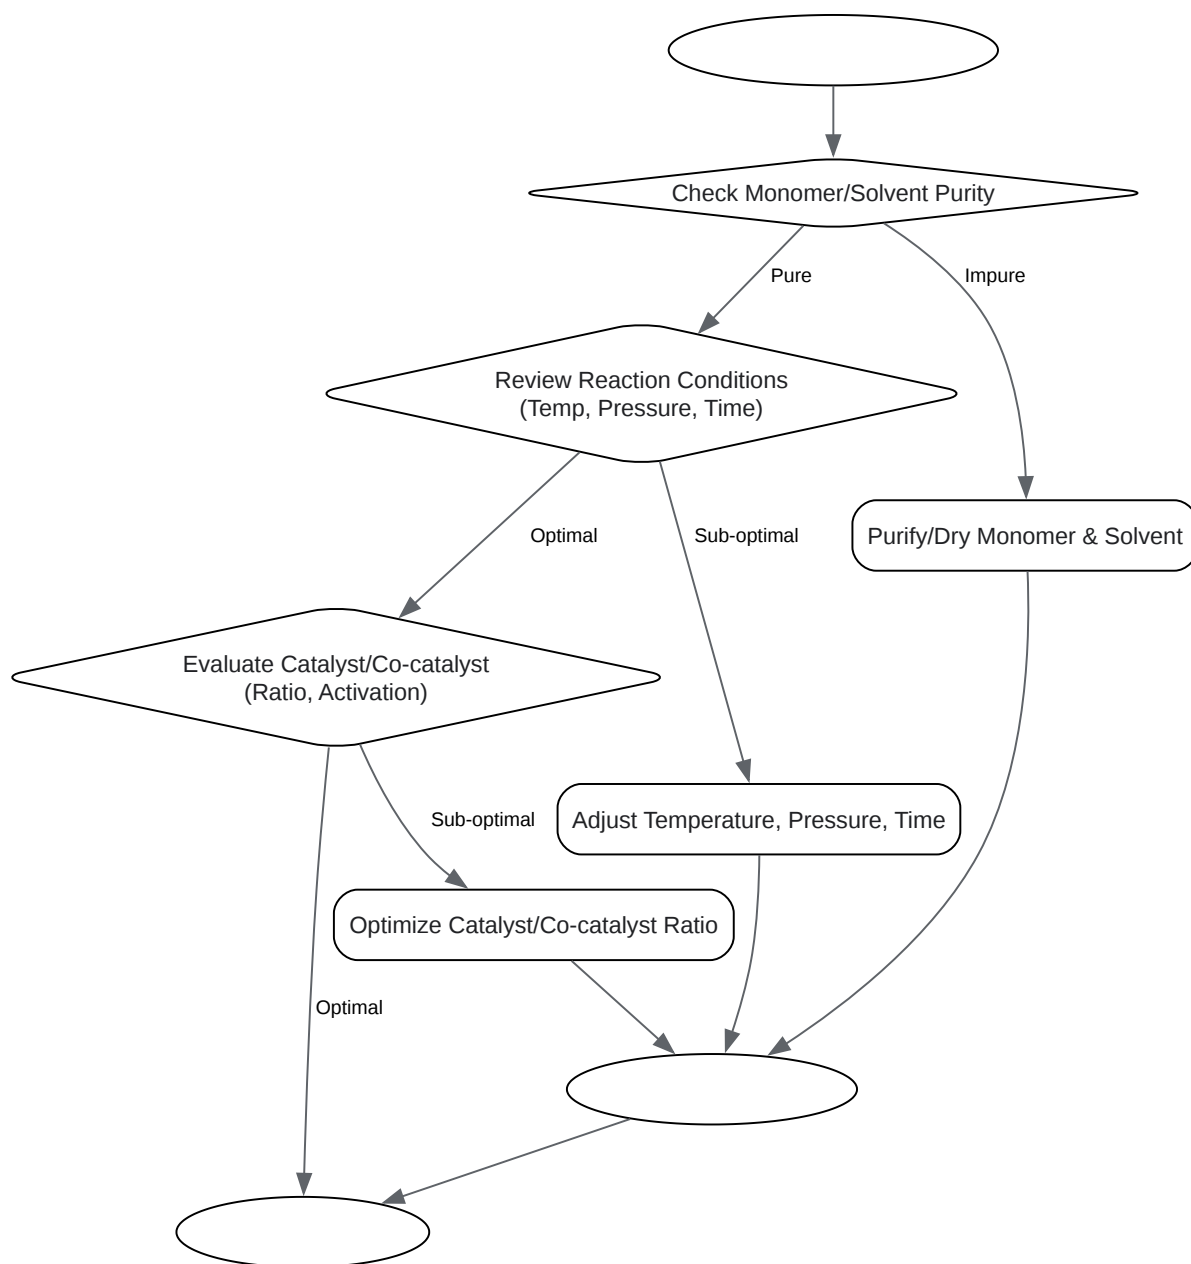 Check Monomer/Solvent Purity
Pure
Impure
Review Reaction Conditions
(Temp, Pressure, Time)
Optimal
Sub-optimal
Purify/Dry Monomer & Solvent
Evaluate Catalyst/Co-catalyst
(Ratio, Activation)
Sub-optimal
Adjust Temperature, Pressure, Time
Optimize Catalyst/Co-catalyst Ratio
Optimal